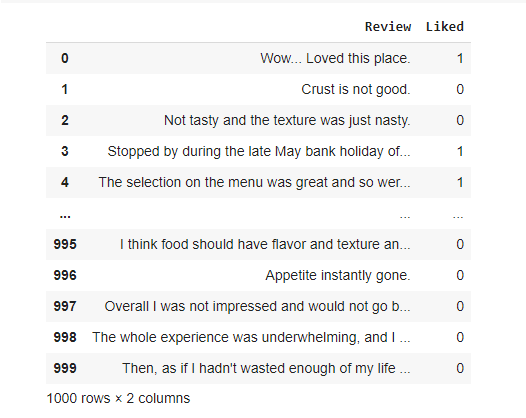 Review Liked
0 Wow... Loved this place. 1
1 Crust is not good. 0
2 Not tasty and the texture was just nasty. 0
3 Stopped by during the late May bank holiday of... 1
4 The selection on the menu was great and so wer... 1
... ... ...
995 I think food should have flavor and texture an... 0
996 Appetite instantly gone. 0
997 Overall I was not impressed and would not go b... 0
998 The whole experience was underwhelming, and I ... 0
999 Then, as if I hadn't wasted enough of my life ... 0
1000 rows × 2 columns